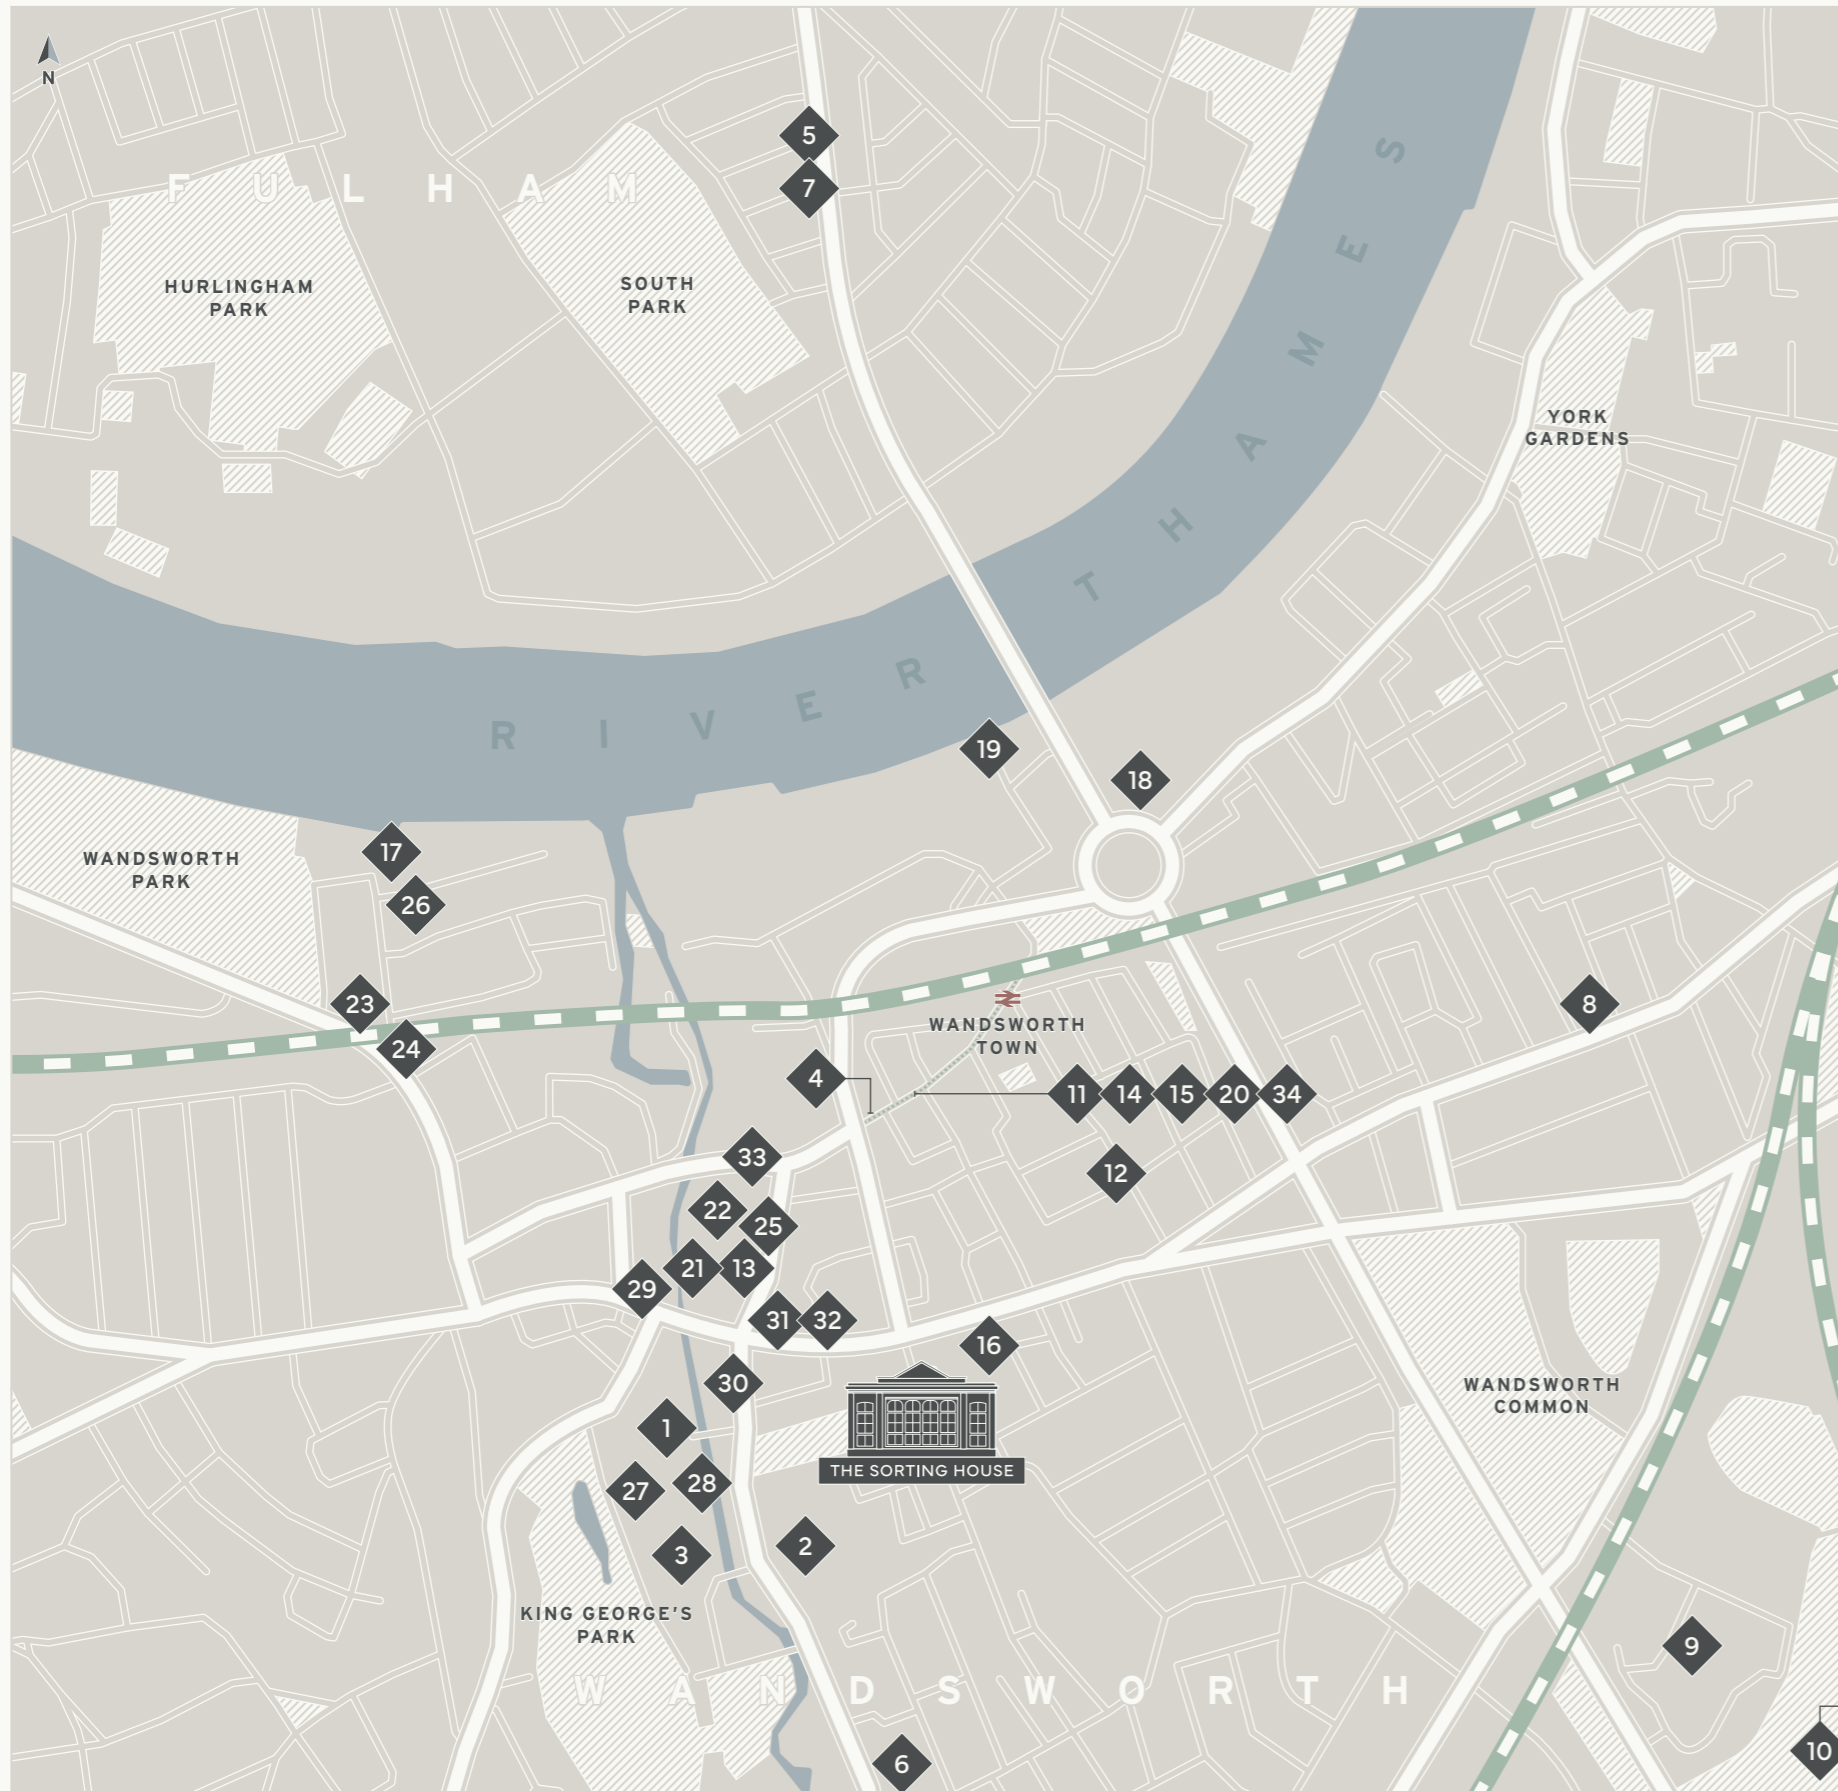 N
5
7
FULHAM
HURLINGHAM
PARK
SOUTH
PARK
YORK
GARDENS
RIVER THAMES
19
18
17
WANDSWORTH
PARK
26
23
24
8
WANDSWORTH
TOWN
4
11 14 15 20 34
33
12
22
25
21 13
29
31 32
16
30
WANDSWORTH
COMMON
1
THE SORTING HOUSE
28
27
2
3
KING GEORGE'S
PARK
9
WANDSWORTH
6
10